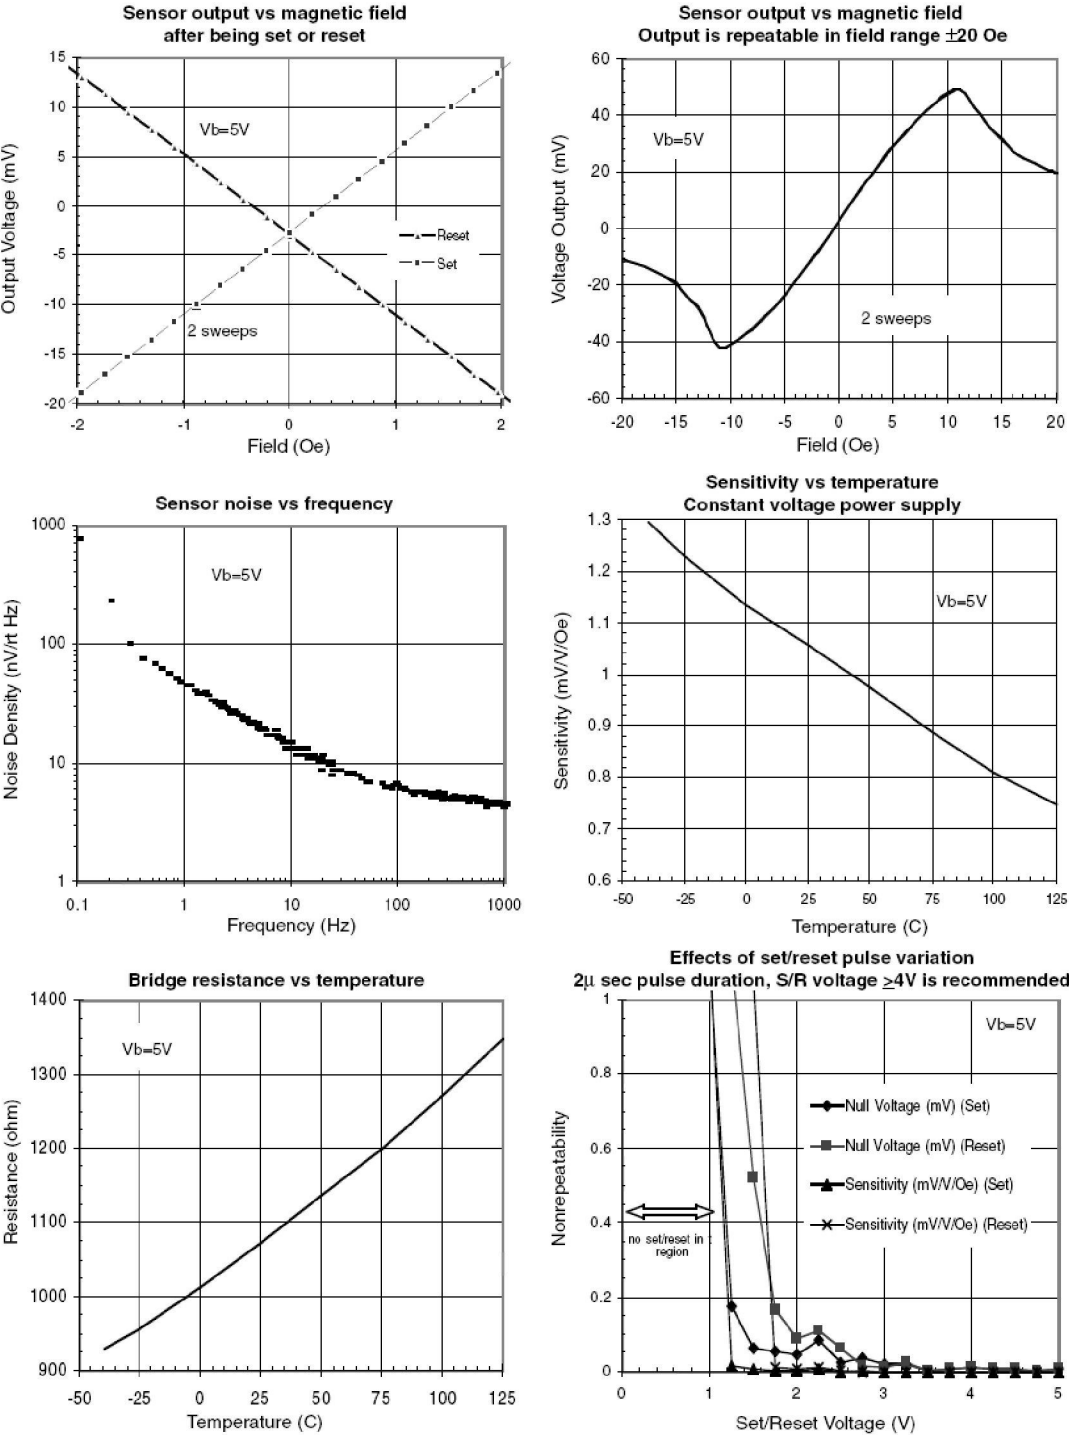 Sensor output vs magnetic field
after being set or reset
15
10
5
0
-5
-10
-15
-20
Output Voltage (mV)
Vb=5V
Reset
Set
2 sweeps
-2
-1
0
1
2
Field (Oe)
Sensor output vs magnetic field
Output is repeatable in field range ±20 Oe
60
40
20
0
-20
-40
-60
Voltage Output (mV)
Vb=5V
2 sweeps
-20
-15
-10
-5
0
5
10
15
20
Field (Oe)
Sensor noise vs frequency
1000
100
10
1
Noise Density (nV/rt Hz)
Vb=5V
0.1
1
10
100
1000
Frequency (Hz)
Sensitivity vs temperature
Constant voltage power supply
1.3
1.2
1.1
1
0.9
0.8
0.7
0.6
Sensitivity (mV/V/Oe)
Vb=5V
-50
-25
0
25
50
75
100
125
Temperature (C)
Bridge resistance vs temperature
1400
1300
1200
1100
1000
900
Resistance (ohm)
Vb=5V
-50
-25
0
25
50
75
100
125
Temperature (C)
Effects of set/reset pulse variation
2μ sec pulse duration, S/R voltage ≥4V is recommended
1
0.8
0.6
0.4
0.2
0
Nonrepeatability
Vb=5V
Null Voltage (mV) (Set)
Null Voltage (mV) (Reset)
Sensitivity (mV/V/Oe) (Set)
Sensitivity (mV/V/Oe) (Reset)
no set/reset in
region
0
1
2
3
4
5
Set/Reset Voltage (V)